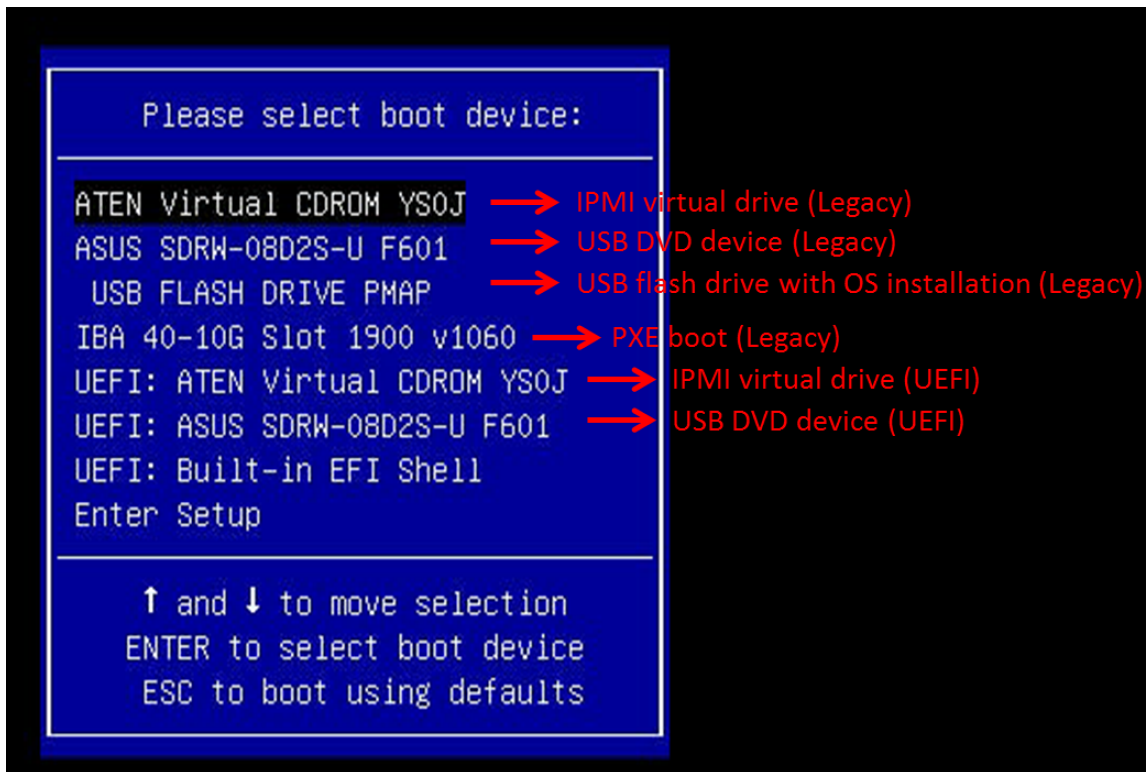 Please select boot device:
ATEN Virtual CDROM YS0J → IPMI virtual drive (Legacy)
ASUS SDRW-08D2S-U F601 → USB DVD device (Legacy)
USB FLASH DRIVE PMAP → USB flash drive with OS installation (Legacy)
IBA 40-10G Slot 1900 v1060 → PXE boot (Legacy)
UEFI: ATEN Virtual CDROM YS0J → IPMI virtual drive (UEFI)
UEFI: ASUS SDRW-08D2S-U F601 → USB DVD device (UEFI)
UEFI: Built-in EFI Shell
Enter Setup
↑ and ↓ to move selection
ENTER to select boot device
ESC to boot using defaults